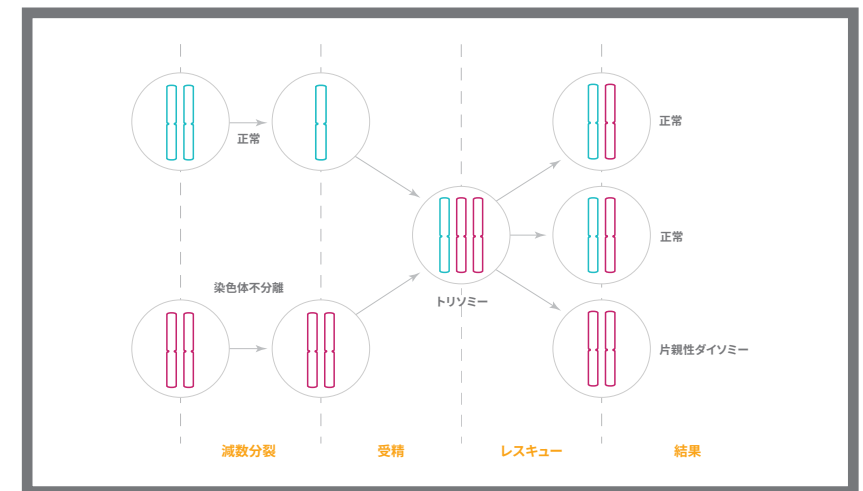 正常
正常
正常
染色体不分離
トリソミー
片親性ダイソミー
減数分裂
受精
レスキュー
結果